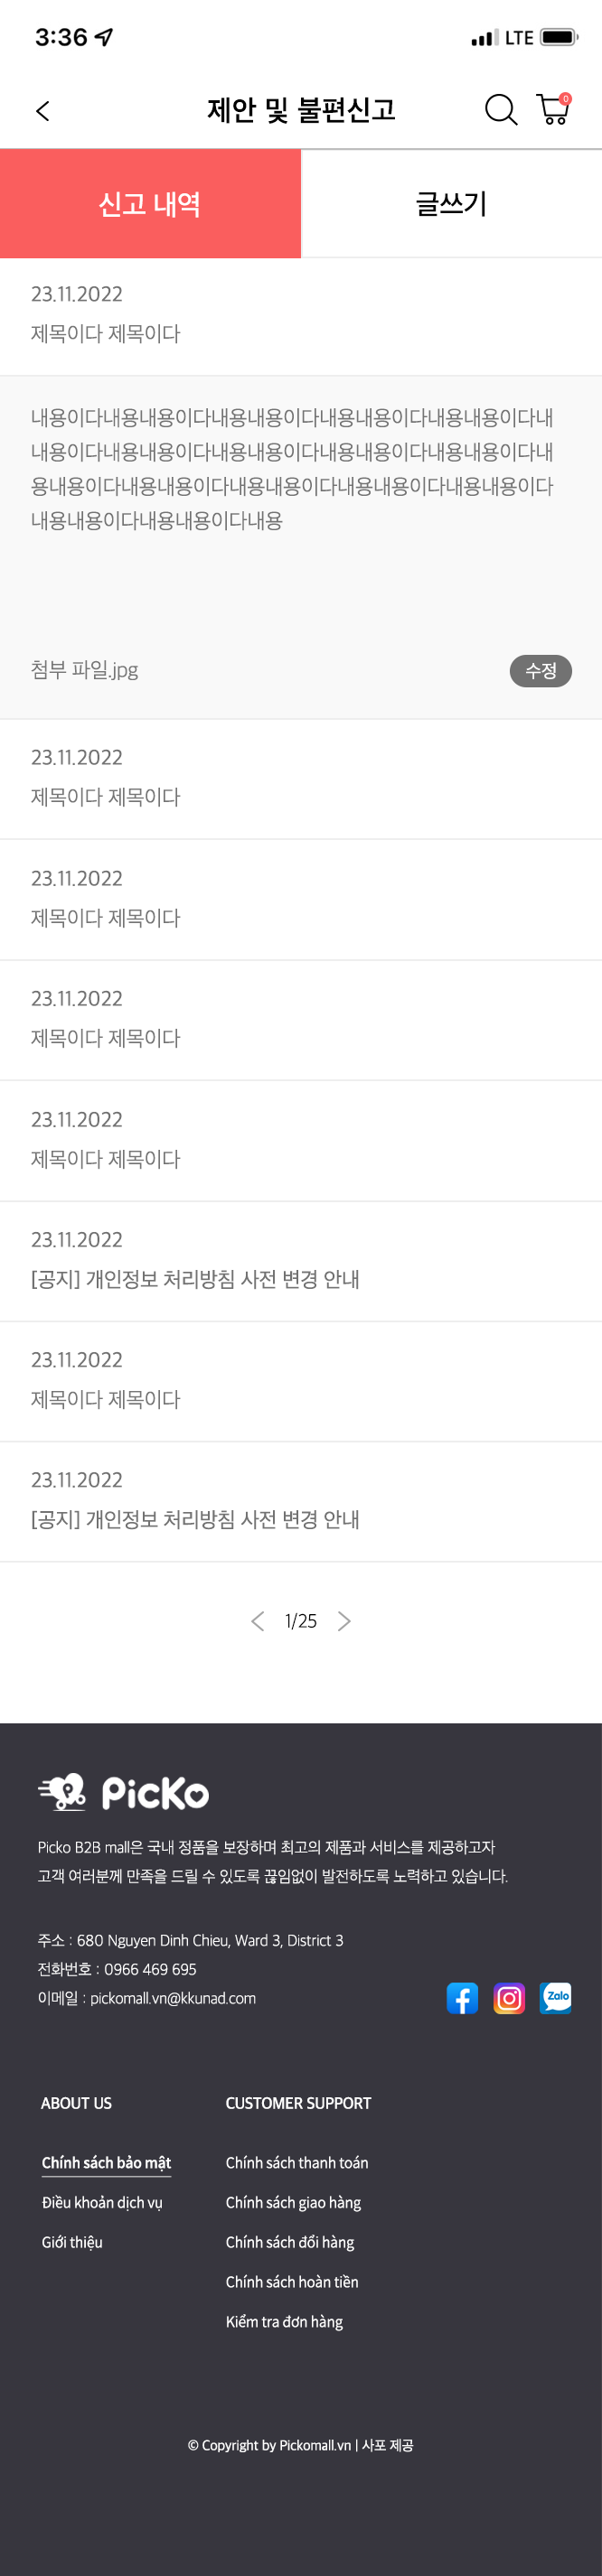 3:36
LTE
제안 및 불편신고
0
신고 내역
글쓰기
23.11.2022
제목이다 제목이다
내용이다내용내용이다내용내용이다내용내용이다내용내용이다내
내용이다내용내용이다내용내용이다내용내용이다내용내용이다내
용내용이다내용내용이다내용내용이다내용내용이다내용내용이다
내용내용이다내용내용이다내용
첨부 파일.jpg
수정
23.11.2022
제목이다 제목이다
23.11.2022
제목이다 제목이다
23.11.2022
제목이다 제목이다
23.11.2022
제목이다 제목이다
23.11.2022
[공지] 개인정보 처리방침 사전 변경 안내
23.11.2022
제목이다 제목이다
23.11.2022
[공지] 개인정보 처리방침 사전 변경 안내
1/25
PicKo
Picko B2B mall은 국내 정품을 보장하며 최고의 제품과 서비스를 제공하고자
고객 여러분께 만족을 드릴 수 있도록 끊임없이 발전하도록 노력하고 있습니다.
주소 : 680 Nguyen Dinh Chieu, Ward 3, District 3
전화번호 : 0966 469 695
이메일 : pickomall.vn@kkunad.com
Zalo
ABOUT US
Chính sách bảo mật
Điều khoản dịch vụ
Giới thiệu
CUSTOMER SUPPORT
Chính sách thanh toán
Chính sách giao hàng
Chính sách đổi hàng
Chính sách hoàn tiền
Kiểm tra đơn hàng
© Copyright by Pickomall.vn | 사포 제공